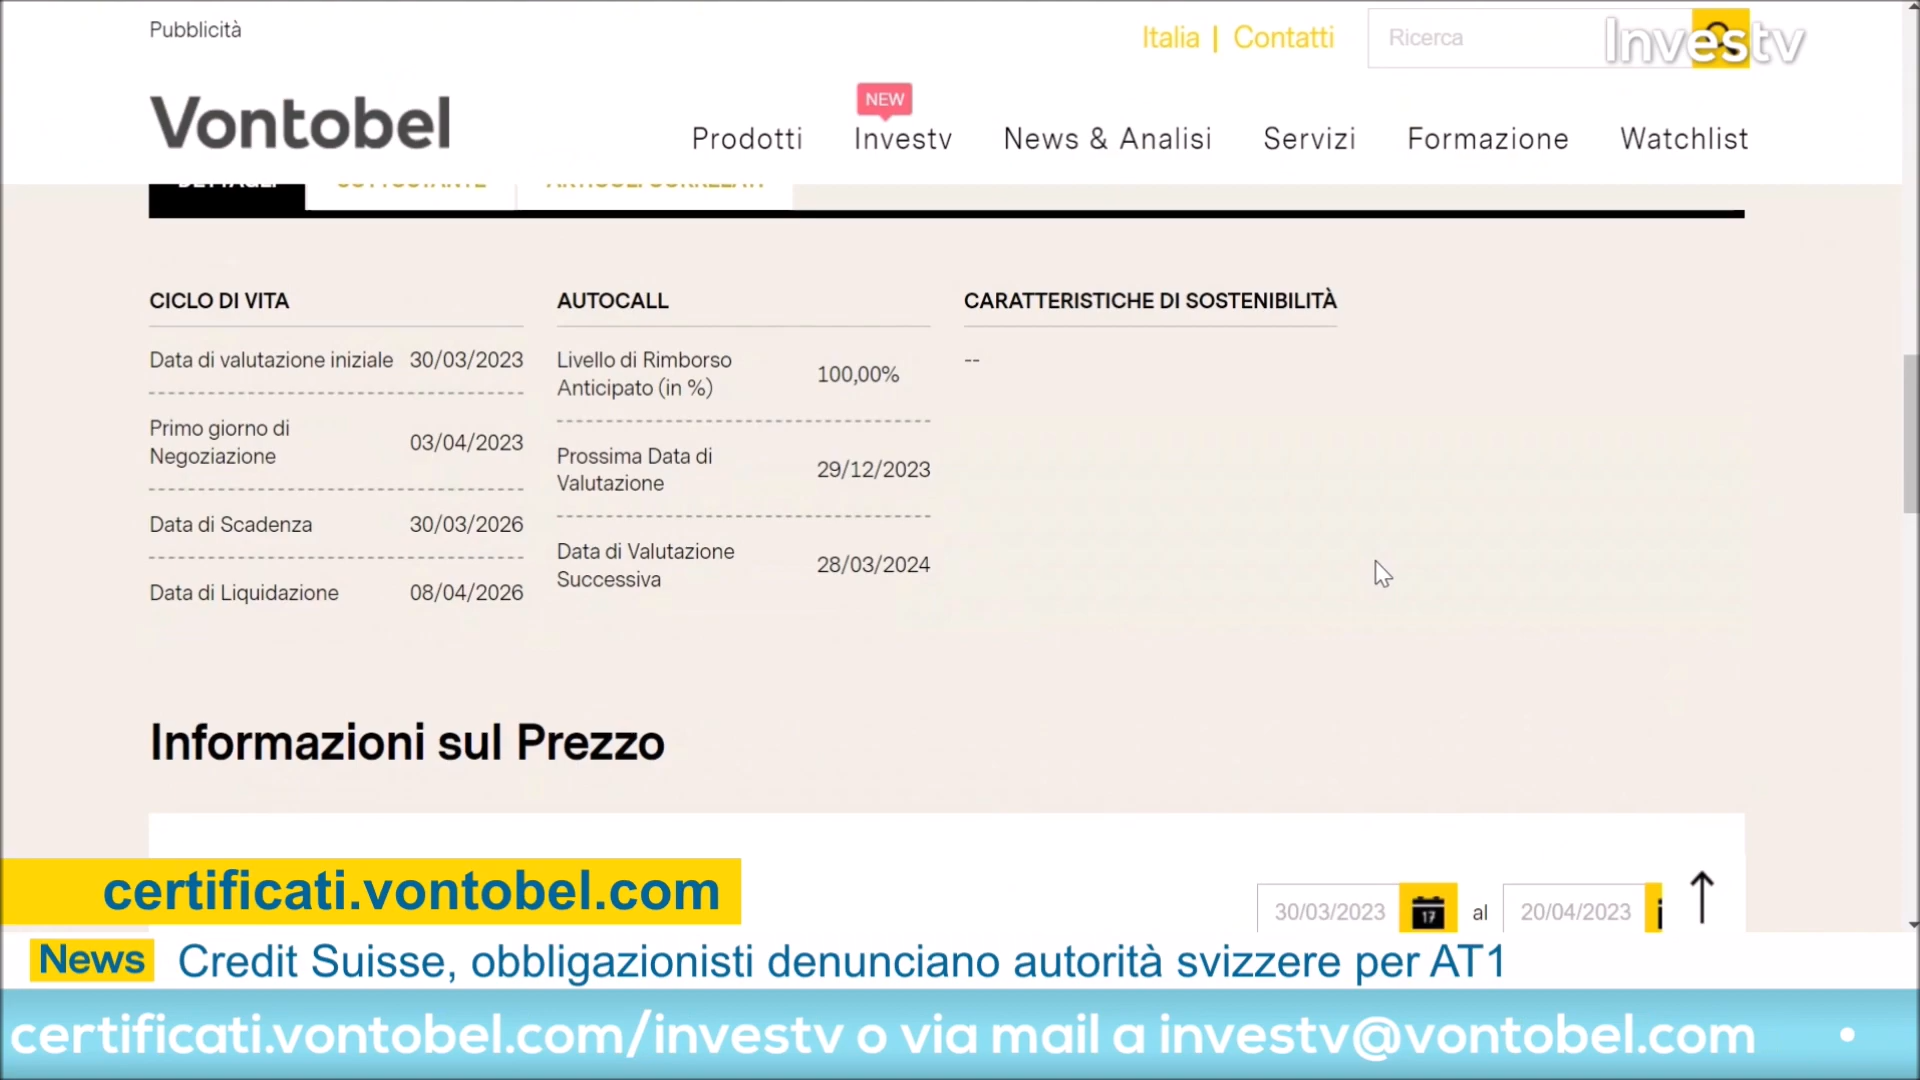 Pubblicità
Italia | Contatti
Ricerca
Investv
Vontobel
NEW
Prodotti
Investv
News & Analisi
Servizi
Formazione
Watchlist
DETTAGLI
SOTTOSTANTE
ARTICOLI CORRELATI
CICLO DI VITA
Data di valutazione iniziale 30/03/2023
Primo giorno di
Negoziazione
03/04/2023
Data di Scadenza 30/03/2026
Data di Liquidazione 08/04/2026
AUTOCALL
Livello di Rimborso
Anticipato (in %)
100,00%
Prossima Data di
Valutazione
29/12/2023
Data di Valutazione
Successiva
28/03/2024
CARATTERISTICHE DI SOSTENIBILITÀ
--
Informazioni sul Prezzo
30/03/2023
17
al
20/04/2023
certificati.vontobel.com
News Credit Suisse, obbligazionisti denunciano autorità svizzere per AT1
certificati.vontobel.com/investv o via mail a investv@vontobel.com •